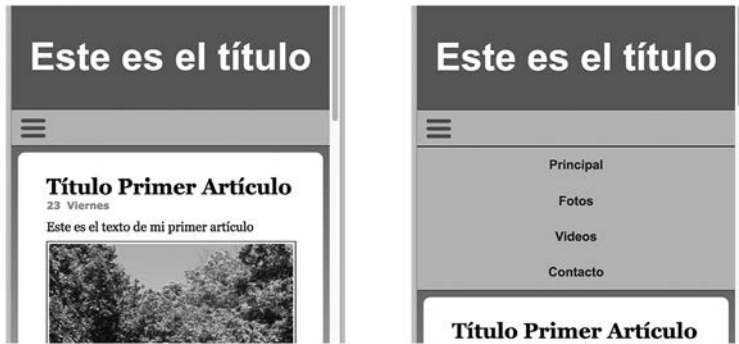 Este es el título
Título Primer Artículo
23 Viernes
Este es el texto de mi primer artículo
Este es el título
Principal
Fotos
Videos
Contacto
Título Primer Artículo